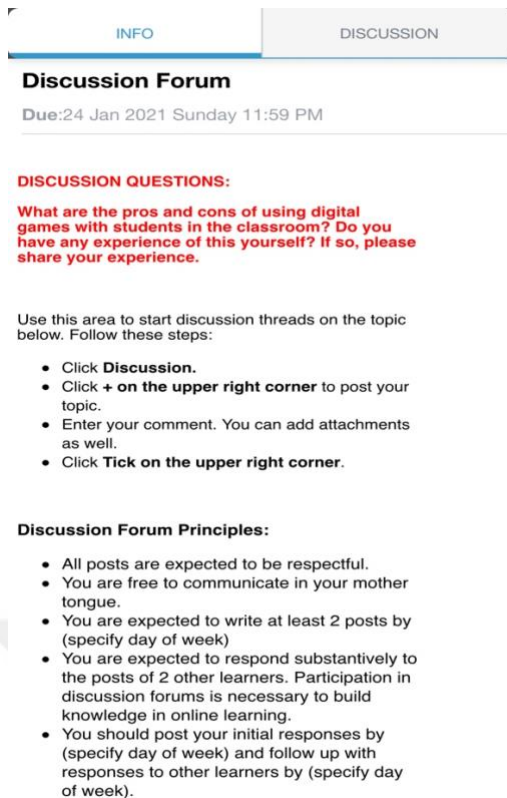 INFO DISCUSSION
Discussion Forum
Due:24 Jan 2021 Sunday 11:59 PM
DISCUSSION QUESTIONS:
What are the pros and cons of using digital
games with students in the classroom? Do you
have any experience of this yourself? If so, please
share your experience.
Use this area to start discussion threads on the topic
below. Follow these steps:
• Click Discussion.
• Click + on the upper right corner to post your
topic.
• Enter your comment. You can add attachments
as well.
• Click Tick on the upper right corner.
Discussion Forum Principles:
• All posts are expected to be respectful.
• You are free to communicate in your mother
tongue.
• You are expected to write at least 2 posts by
(specify day of week)
• You are expected to respond substantively to
the posts of 2 other learners. Participation in
discussion forums is necessary to build
knowledge in online learning.
• You should post your initial responses by
(specify day of week) and follow up with
responses to other learners by (specify day
of week).